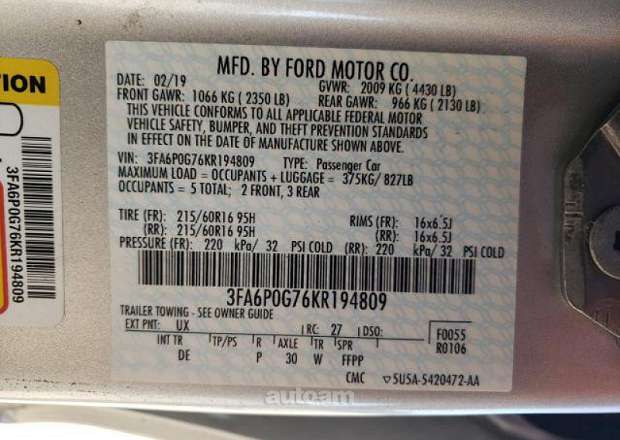 TION
3FA6P0G76KR194809
MFD. BY FORD MOTOR CO.
DATE: 02/19 GVWR: 2009 KG (4430 LB)
FRONT GAWR: 1066 KG (2350 LB) REAR GAWR: 966 KG (2130 LB)
THIS VEHICLE CONFORMS TO ALL APPLICABLE FEDERAL MOTOR
VEHICLE SAFETY, BUMPER, AND THEFT PREVENTION STANDARDS
IN EFFECT ON THE DATE OF MANUFACTURE SHOWN ABOVE.
VIN: 3FA6P0G76KR194809 TYPE: Passenger Car
MAXIMUM LOAD = OCCUPANTS + LUGGAGE = 375KG/ 827LB
OCCUPANTS = 5 TOTAL; 2 FRONT, 3 REAR
TIRE (FR): 215/60R16 95H RIMS (FR): 16x6.5J
(RR): 215/60R16 95H (RR): 16x6.5J
PRESSURE (FR): 220 kPa/ 32 PSI COLD (RR): 220 kPa/ 32 PSI COLD
3FA6P0G76KR194809
TRAILER TOWING - SEE OWNER GUIDE
EXT PNT: UX RC: 27 DSO: F0055
INT TR TP/PS R AXLE TR SPR R0106
DE P 30 W FFPP
CMC ▽5U5A-5420472-AA
autoam